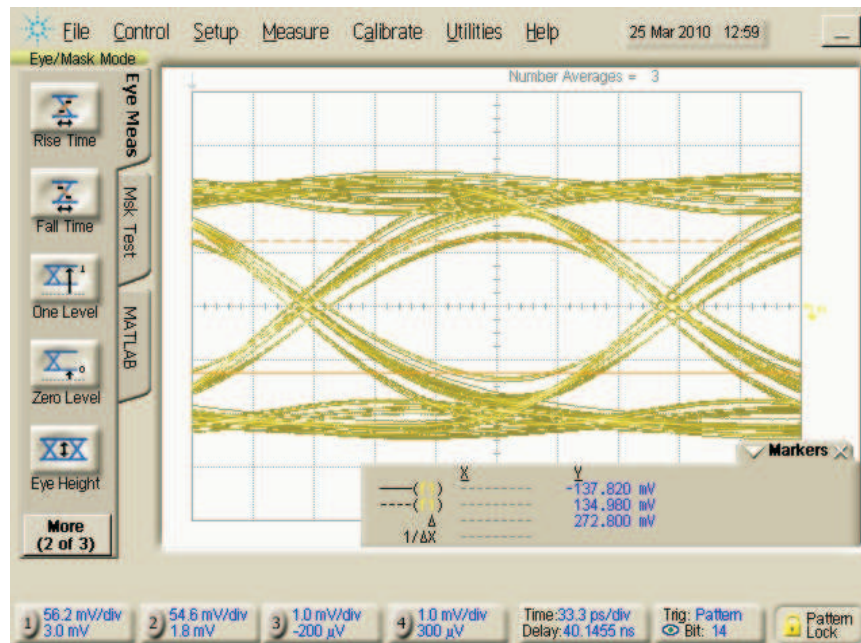 File Control Setup Measure Calibrate Utilities Help 25 Mar 2010 12:59
Eye/Mask Mode
Number Averages = 3
Eye Meas
Msk Test
MATLAB
Rise Time
Fall Time
One Level
Zero Level
Eye Height
More
(2 of 3)
Markers
X Y
-137.820 mV
134.980 mV
Δ 272.800 mV
1/ΔX
1 56.2 mV/div
3.0 mV
2 54.6 mV/div
1.8 mV
3 1.0 mV/div
-200 µV
4 1.0 mV/div
300 µV
Time:33.3 ps/div
Delay:40.1455 ns
Trig: Pattern
Bit: 14
Pattern
Lock